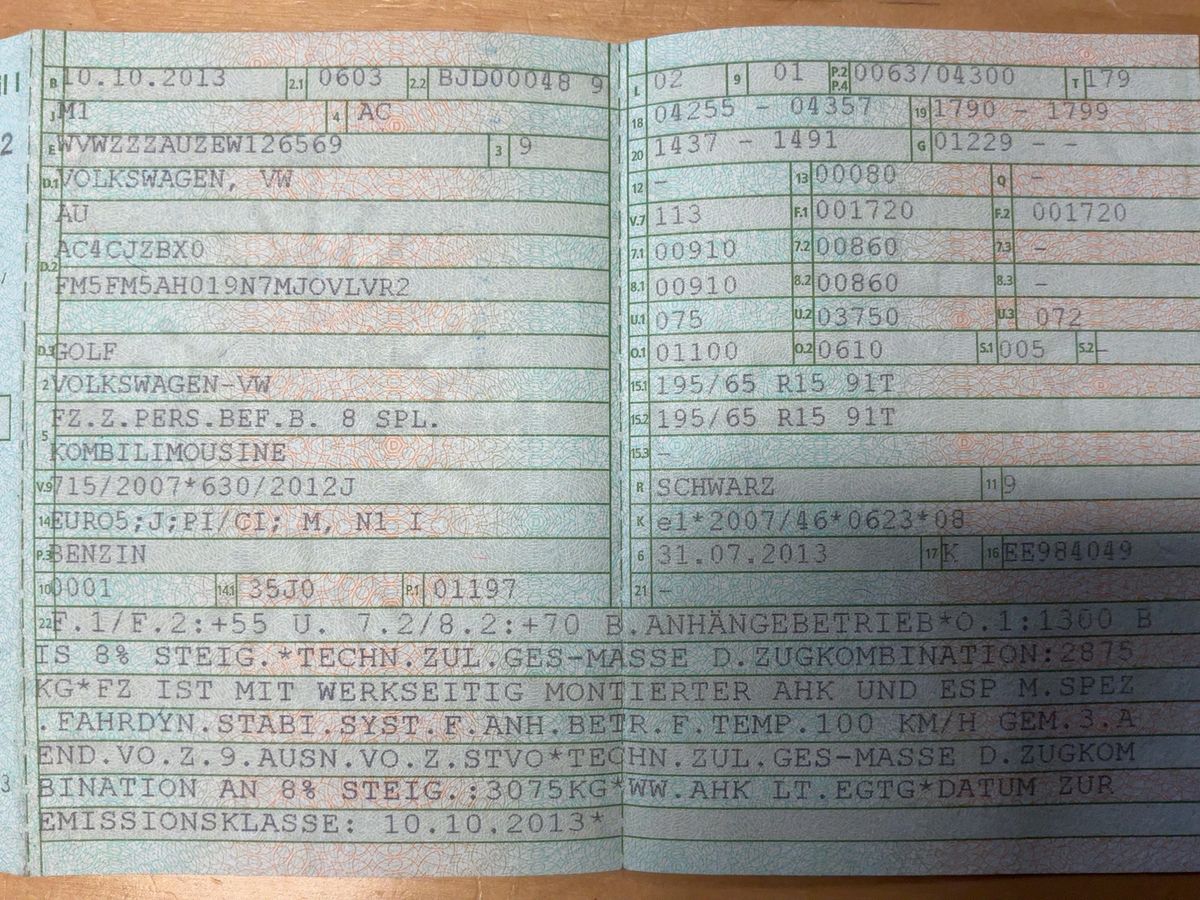 B 10.10.2013 2.1 0603 2.2 BJD00048 9
J M1 4 AC
E WVWZZZAUZEW126569 3 9
D.1 VOLKSWAGEN, VW
AU
D.2 AC4CJZBX0
FM5FM5AH019N7MJOVLVR2
D.3 GOLF
2 VOLKSWAGEN-VW
5 FZ.Z.PERS.BEF.B. 8 SPL.
KOMBILIMOUSINE
V.9 715/2007*630/2012J
14 EURO5;J;PI/CI; M, N1 I
P.3 BENZIN
10 0001 14.1 35J0 P.1 01197
L 02 9 01 P.2 P.4 0063/04300 T 179
18 04255 - 04357 19 1790 - 1799
20 1437 - 1491 G 01229 - -
12 - 13 00080 Q -
V.7 113 F.1 001720 F.2 001720
7.1 00910 7.2 00860 7.3 -
8.1 00910 8.2 00860 8.3 -
U.1 075 U.2 03750 U.3 072
O.1 01100 O.2 0610 S.1 005 S.2 -
15.1 195/65 R15 91T
15.2 195/65 R15 91T
15.3 -
R SCHWARZ 11 9
K e1*2007/46*0623*08
6 31.07.2013 17 K 16 EE984049
21 -
22 F.1/F.2:+55 U. 7.2/8.2:+70 B.ANHÄNGEBETRIEB*O.1:1300 B
IS 8% STEIG.*TECHN.ZUL.GES-MASSE D.ZUGKOMBINATION:2875
KG*FZ IST MIT WERKSEITIG MONTIERTER AHK UND ESP M.SPEZ
.FAHRDYN.STABI.SYST.F.ANH.BETR.F.TEMP.100 KM/H GEM.3.A
END.VO.Z.9.AUSN.VO.Z.STVO*TECHN.ZUL.GES-MASSE D.ZUGKOM
BINATION AN 8% STEIG.:3075KG*WW.AHK LT.EGTG*DATUM ZUR
EMISSIONSKLASSE: 10.10.2013*